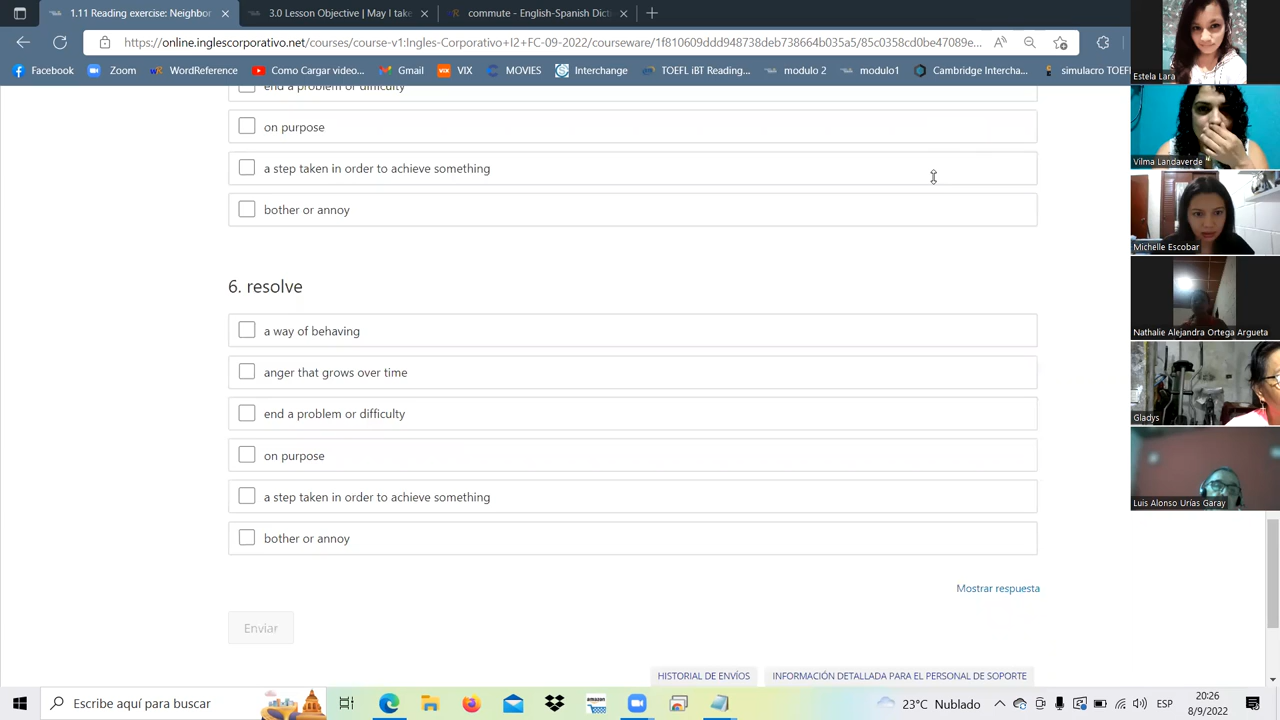 1.11 Reading exercise: Neighbor
3.0 Lesson Objective | May I take
commute - English-Spanish Dict
https://online.inglescorporativo.net/courses/course-v1:Ingles-Corporativo+I2+FC-09-2022/courseware/1f810609ddd948738deb738664b035a5/85c0358cd0be47089e...
Facebook
Zoom
WordReference
Como Cargar video...
Gmail
VIX
MOVIES
Interchange
TOEFL iBT Reading...
modulo 2
modulo1
Cambridge Intercha...
simulacro TOEFL
Estela Lara
end a problem or difficulty
on purpose
a step taken in order to achieve something
Vilma Landaverde
bother or annoy
Michelle Escobar
6. resolve
a way of behaving
Nathalie Alejandra Ortega Argueta
anger that grows over time
end a problem or difficulty
Gladys
on purpose
a step taken in order to achieve something
Luis Alonso Urías Garay
bother or annoy
Mostrar respuesta
Enviar
HISTORIAL DE ENVÍOS
INFORMACIÓN DETALLADA PARA EL PERSONAL DE SOPORTE
Escribe aquí para buscar
amazon
23°C Nublado
ESP
20:26
8/9/2022